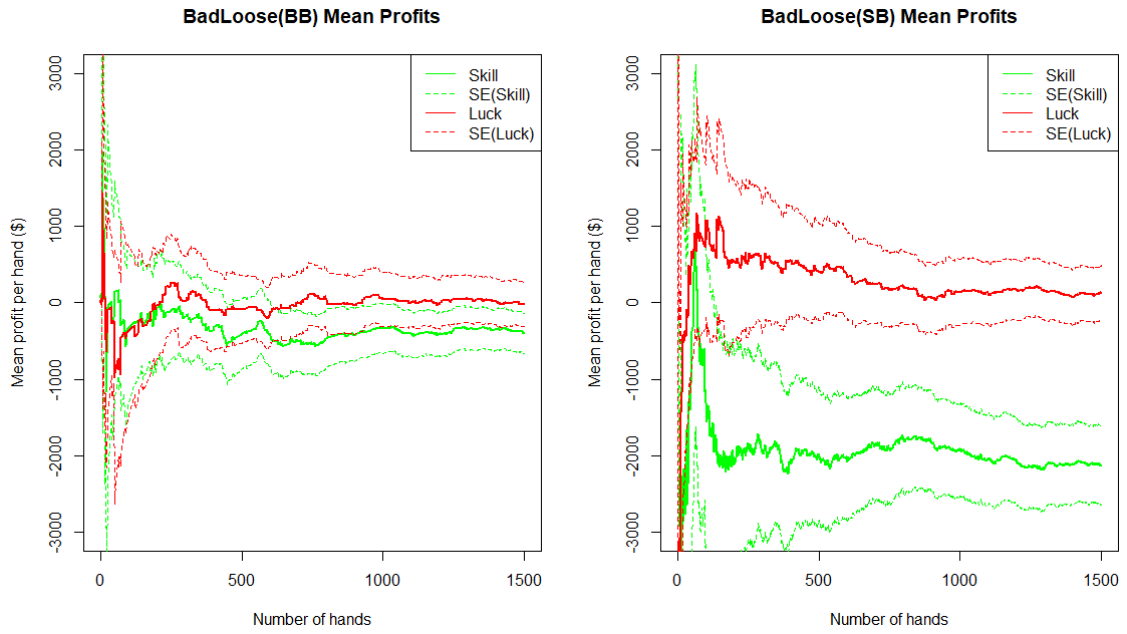 BadLoose(BB) Mean Profits
Mean profit per hand ($)
3000
2000
1000
0
-1000
-2000
-3000
Skill
SE(Skill)
Luck
SE(Luck)
0
500
1000
1500
Number of hands
BadLoose(SB) Mean Profits
Mean profit per hand ($)
3000
2000
1000
0
-1000
-2000
-3000
Skill
SE(Skill)
Luck
SE(Luck)
0
500
1000
1500
Number of hands